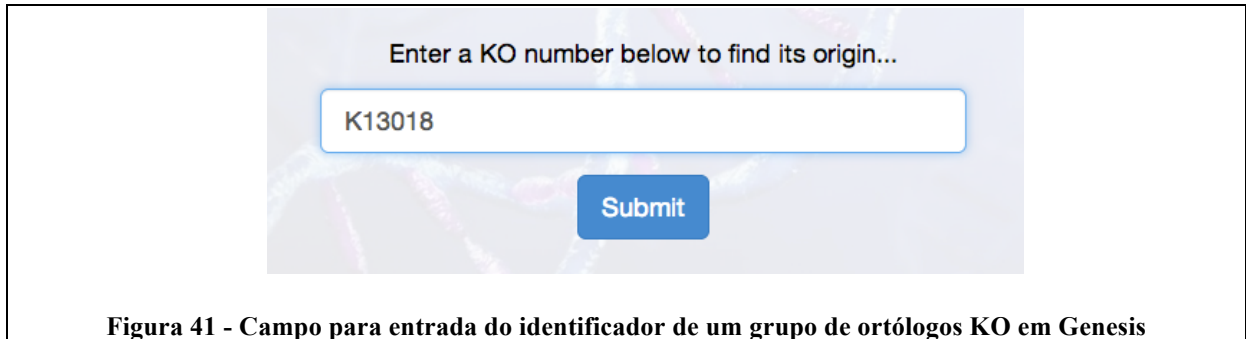 Enter a KO number below to find its origin...
K13018
Submit
Figura 41 - Campo para entrada do identificador de um grupo de ortólogos KO em Genesis